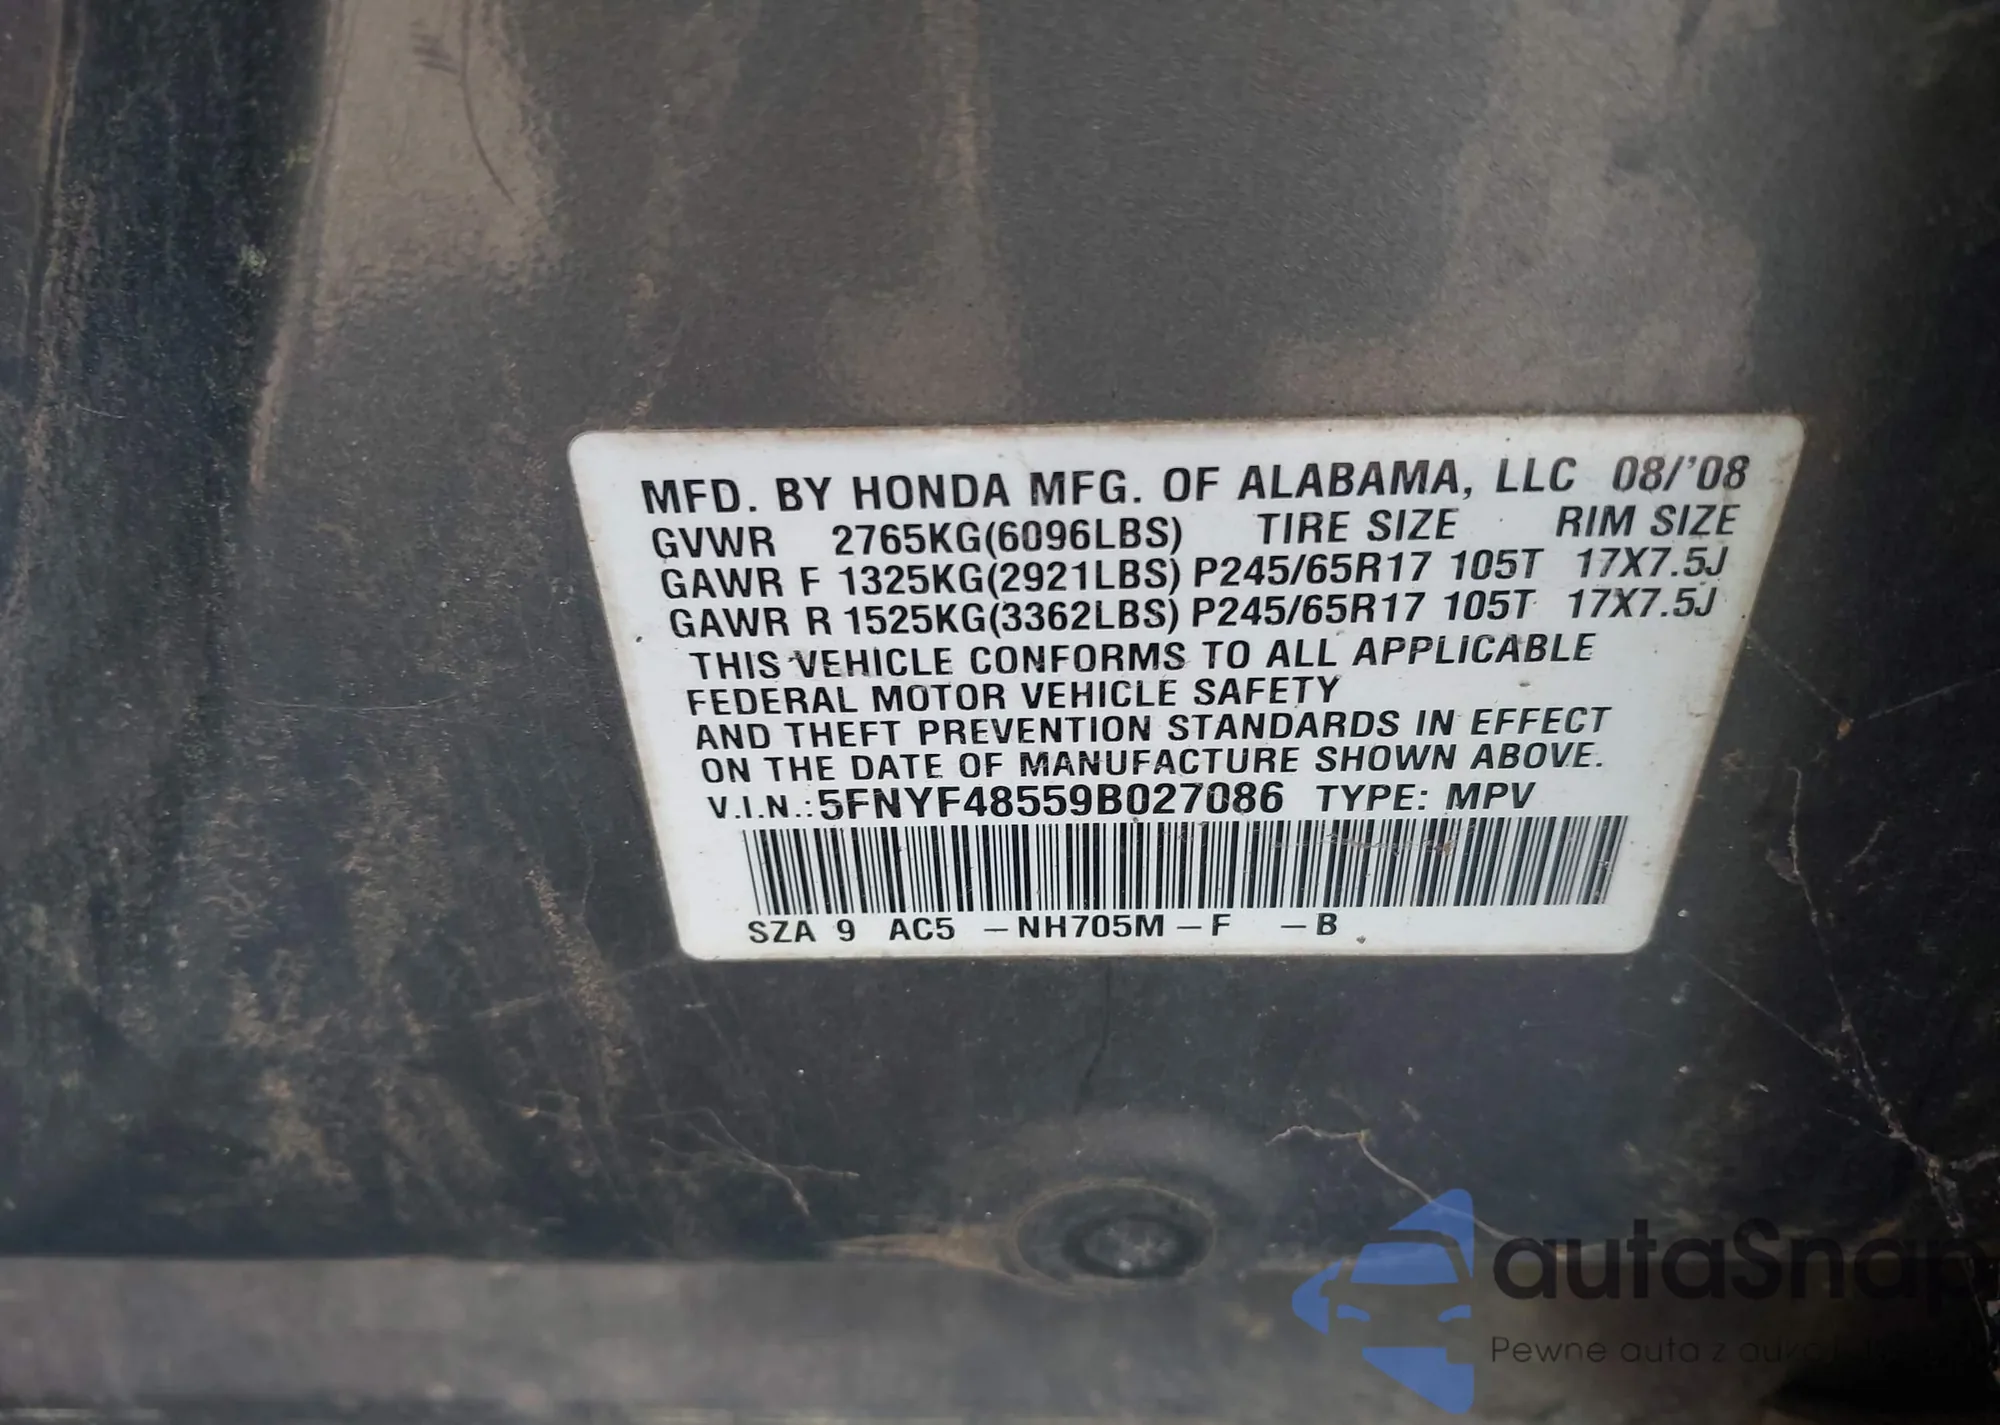 MFD. BY HONDA MFG. OF ALABAMA, LLC 08/'08
GVWR 2765KG(6096LBS) TIRE SIZE RIM SIZE
GAWR F 1325KG(2921LBS) P245/65R17 105T 17X7.5J
GAWR R 1525KG(3362LBS) P245/65R17 105T 17X7.5J
THIS VEHICLE CONFORMS TO ALL APPLICABLE
FEDERAL MOTOR VEHICLE SAFETY
AND THEFT PREVENTION STANDARDS IN EFFECT
ON THE DATE OF MANUFACTURE SHOWN ABOVE.
V.I.N.: 5FNYF48559B027086 TYPE: MPV
SZA 9 AC5 –NH705M –F –B
autaSnap
Pewne auta z